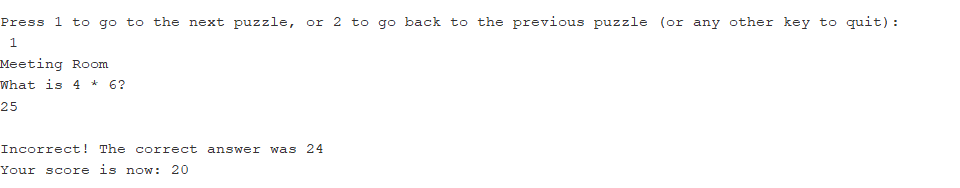 Press 1 to go to the next puzzle, or 2 to go back to the previous puzzle (or any other key to quit):
1
Meeting Room
What is 4 * 6?
25
Incorrect! The correct answer was 24
Your score is now: 20